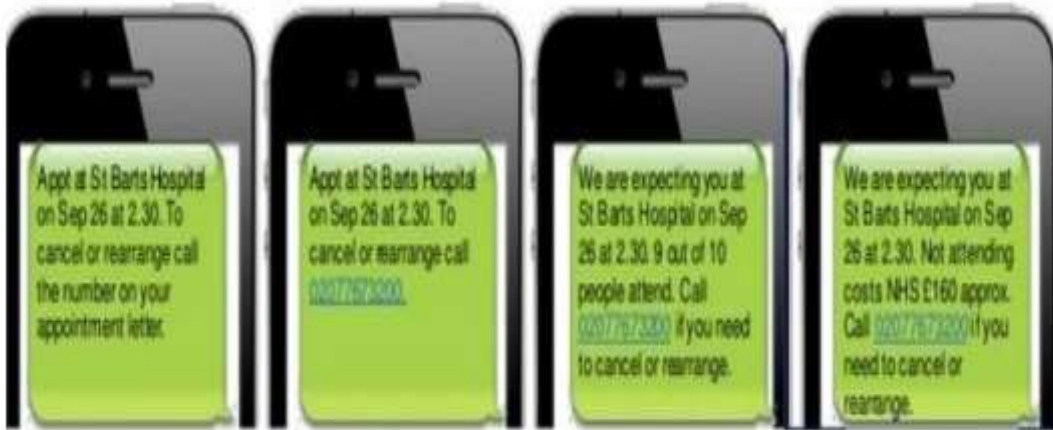 Appt at St Barts Hospital
on Sep 26 at 2.30. To
cancel or rearrange call
the number on your
appointment letter.
Appt at St Barts Hospital
on Sep 26 at 2.30. To
cancel or rearrange call
02077673200.
We are expecting you at
St Barts Hospital on Sep
26 at 2.30. 9 out of 10
people attend. Call
02077673200 if you need
to cancel or rearrange.
We are expecting you at
St Barts Hospital on Sep
26 at 2.30. Not attending
costs NHS £160 approx.
Call 02077673200 if you
need to cancel or
rearrange.